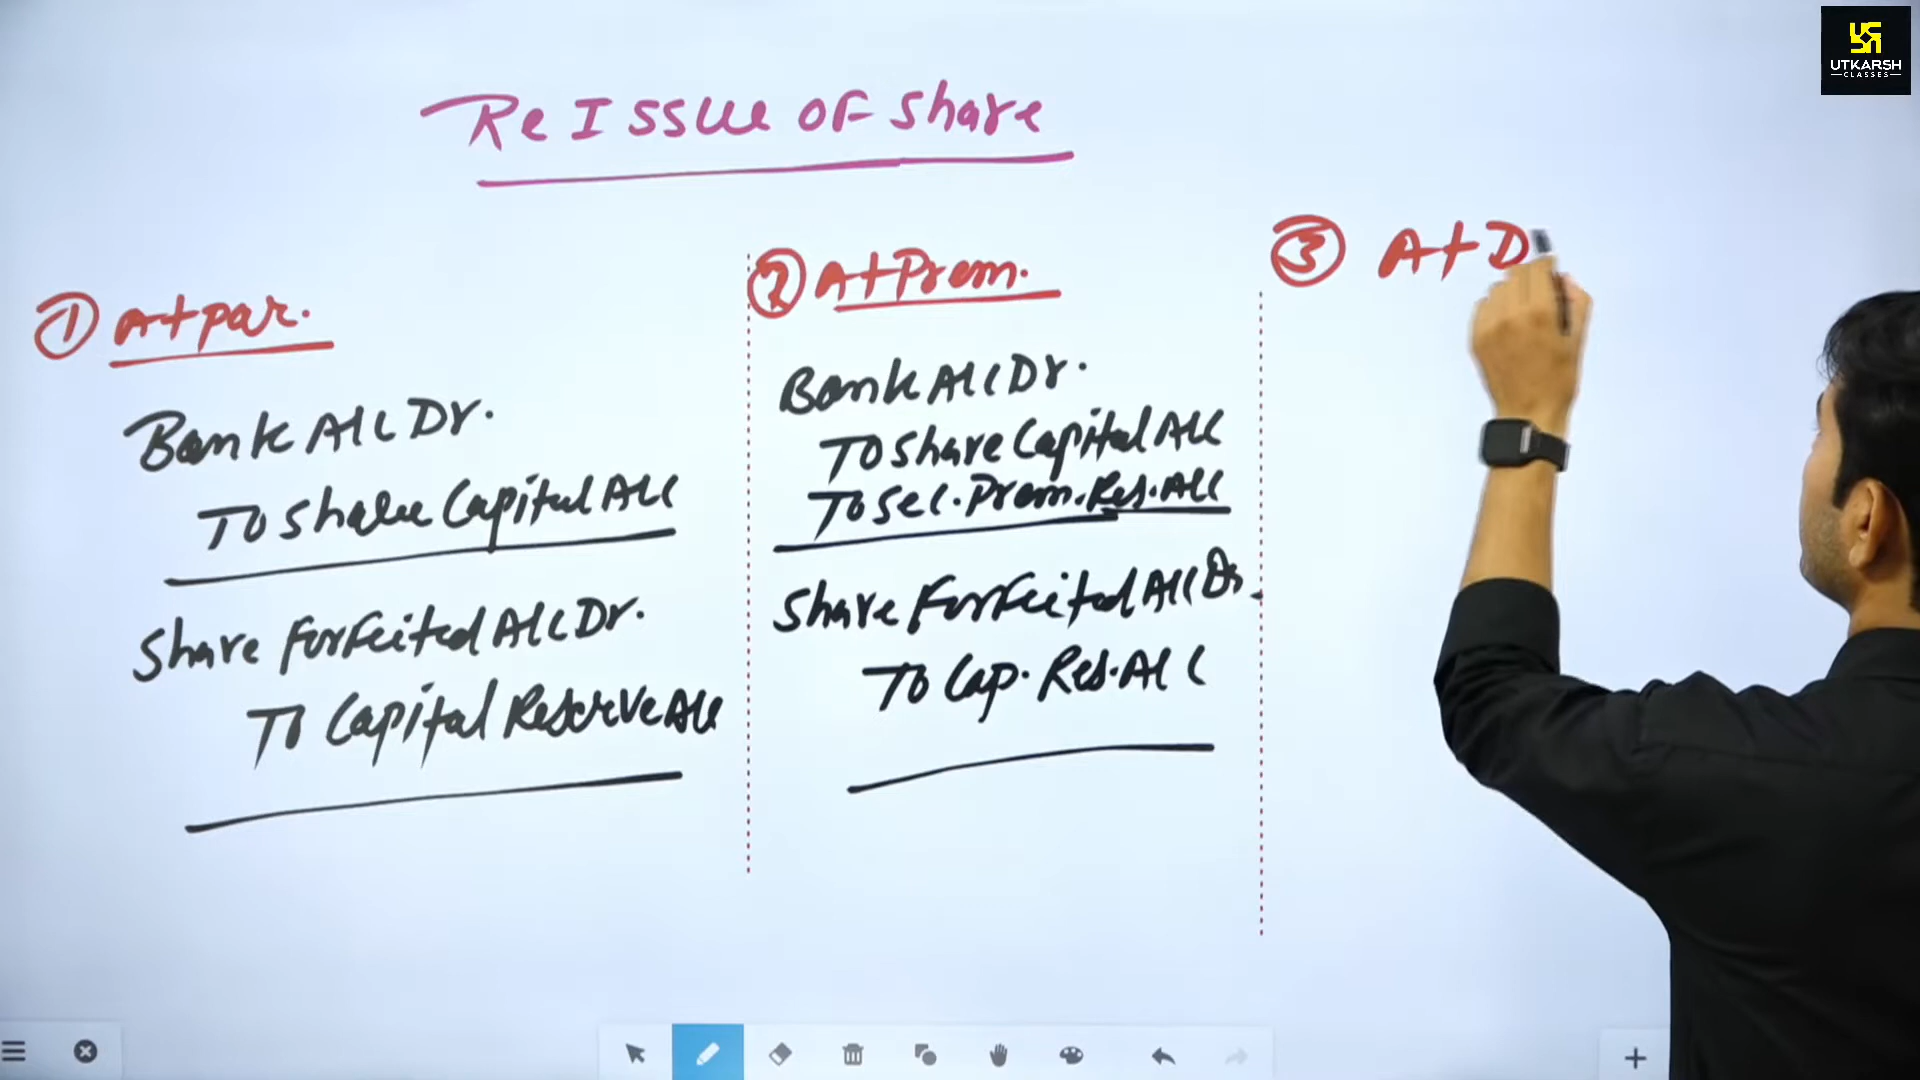 UTKARSH
CLASSES
Re Issue of share
① At par.
Bank A/c Dr.
To Share Capital A/c
Share Forfeited A/c Dr.
To Capital Reserve A/c
② At Prem.
Bank A/c Dr.
To Share Capital A/c
To Sec. Prem. Res. A/c
Share Forfeited A/c Dr.
To Cap. Res. A/c
③ At D